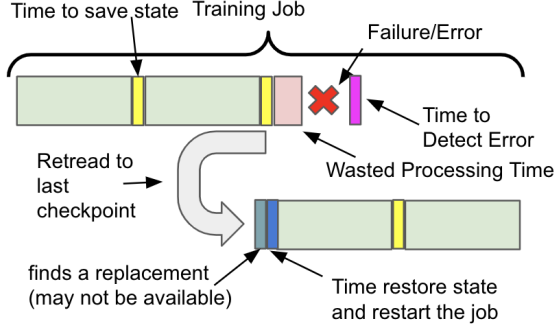 Time to save state
Training Job
Failure/Error
Time to
Detect Error
Wasted Processing Time
Retread to
last
checkpoint
finds a replacement
(may not be available)
Time restore state
and restart the job